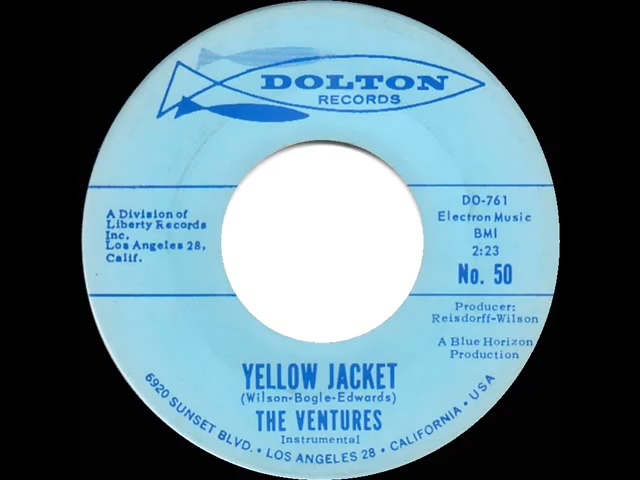 DOLTON
RECORDS
A Division of
Liberty Records
Inc.
Los Angeles 28,
Calif.
DO-761
Electron Music
BMI
2:23
No. 50
Producer:
Reisdorff-Wilson
A Blue Horizon
Production
YELLOW JACKET
(Wilson-Bogle-Edwards)
THE VENTURES
Instrumental
6920 SUNSET BLVD. • LOS ANGELES 28 • CALIFORNIA • USA